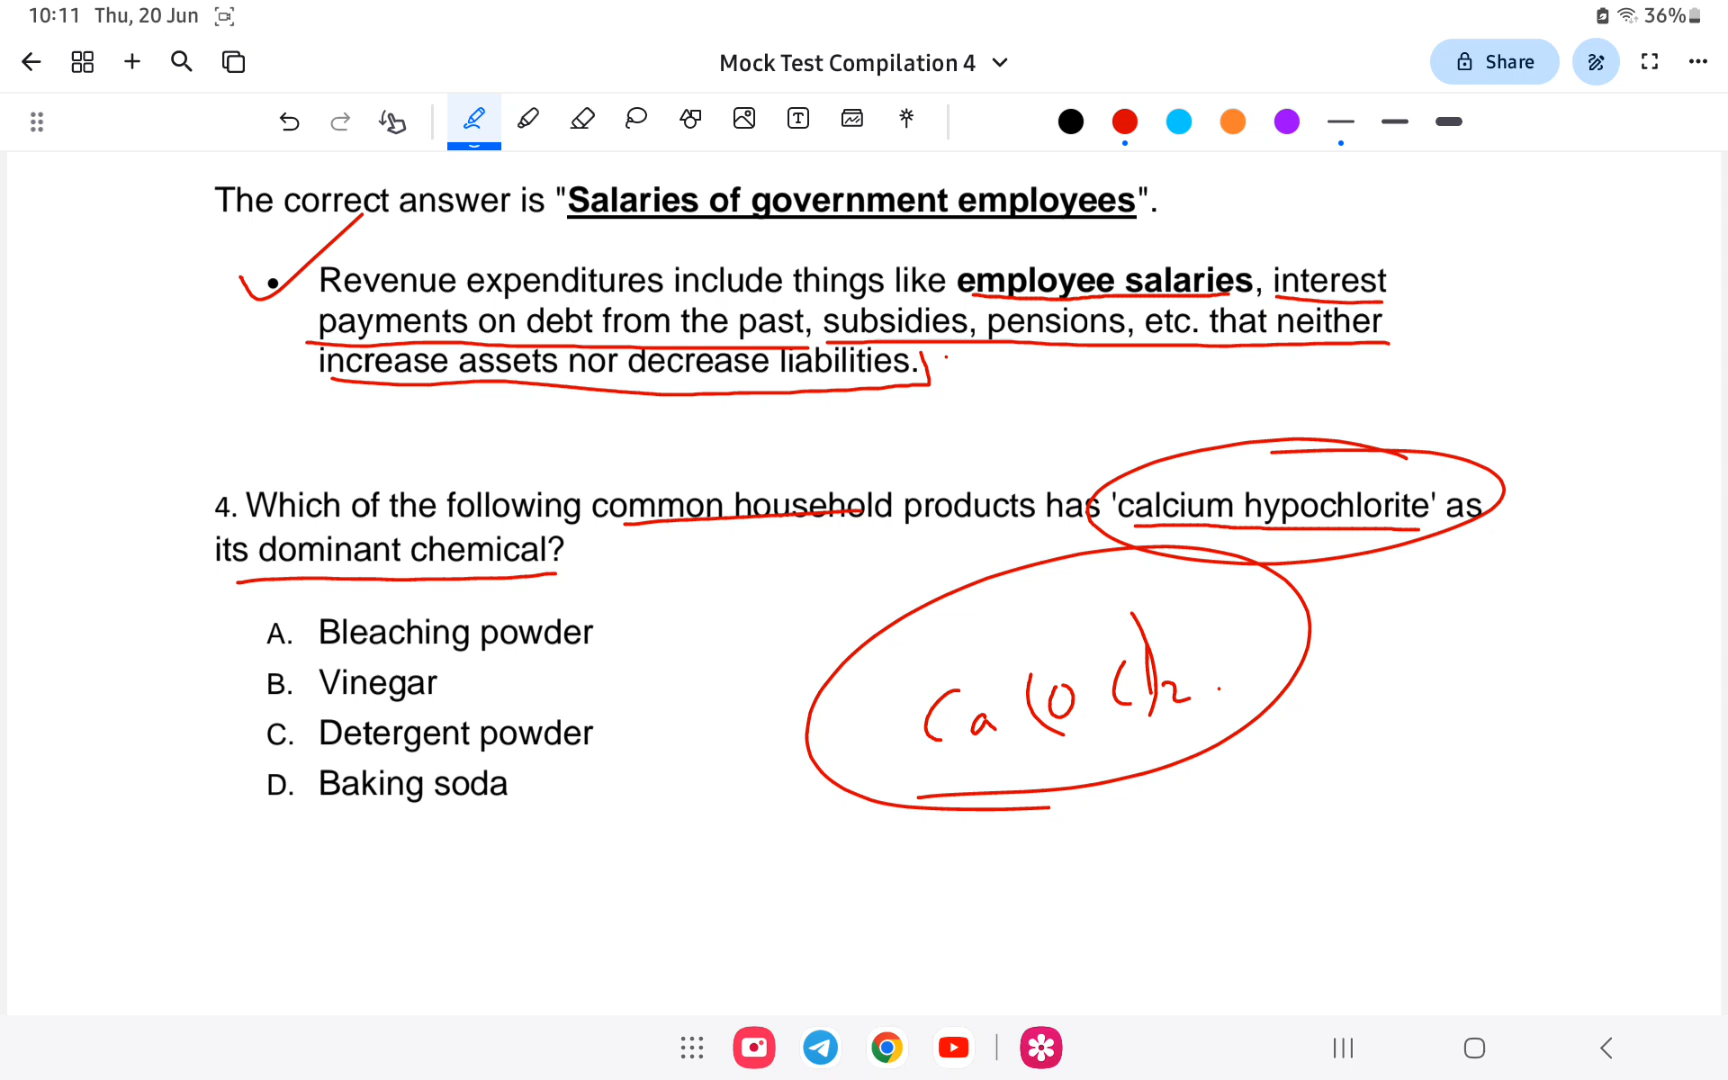 10:11 Thu, 20 Jun
36%
Mock Test Compilation 4
Share
The correct answer is "Salaries of government employees".
• Revenue expenditures include things like employee salaries, interest
payments on debt from the past, subsidies, pensions, etc. that neither
increase assets nor decrease liabilities.
4. Which of the following common household products has 'calcium hypochlorite' as
its dominant chemical?
A. Bleaching powder
B. Vinegar
C. Detergent powder
D. Baking soda
Ca(OCl)2.